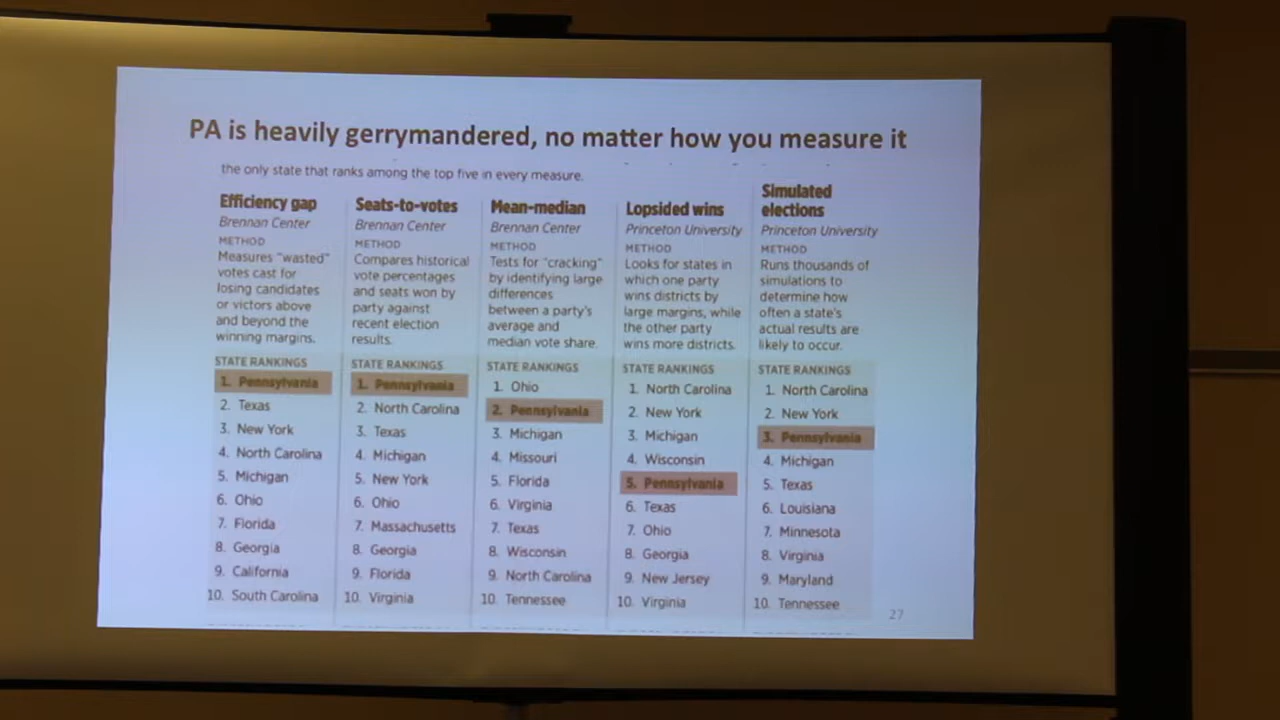 PA is heavily gerrymandered, no matter how you measure it
the only state that ranks among the top five in every measure.
Efficiency gap
Brennan Center
METHOD
Measures "wasted"
votes cast for
losing candidates
or victors above
and beyond the
winning margins.
STATE RANKINGS
1. Pennsylvania
2. Texas
3. New York
4. North Carolina
5. Michigan
6. Ohio
7. Florida
8. Georgia
9. California
10. South Carolina
Seats-to-votes
Brennan Center
METHOD
Compares historical
vote percentages
and seats won by
party against
recent election
results.
STATE RANKINGS
1. Pennsylvania
2. North Carolina
3. Texas
4. Michigan
5. New York
6. Ohio
7. Massachusetts
8. Georgia
9. Florida
10. Virginia
Mean-median
Brennan Center
METHOD
Tests for "cracking"
by identifying large
differences
between a party's
average and
median vote share.
STATE RANKINGS
1. Ohio
2. Pennsylvania
3. Michigan
4. Missouri
5. Florida
6. Virginia
7. Texas
8. Wisconsin
9. North Carolina
10. Tennessee
Lopsided wins
Princeton University
METHOD
Looks for states in
which one party
wins districts by
large margins, while
the other party
wins more districts.
STATE RANKINGS
1. North Carolina
2. New York
3. Michigan
4. Wisconsin
5. Pennsylvania
6. Texas
7. Ohio
8. Georgia
9. New Jersey
10. Virginia
Simulated
elections
Princeton University
METHOD
Runs thousands of
simulations to
determine how
often a state's
actual results are
likely to occur.
STATE RANKINGS
1. North Carolina
2. New York
3. Pennsylvania
4. Michigan
5. Texas
6. Louisiana
7. Minnesota
8. Virginia
9. Maryland
10. Tennessee
27